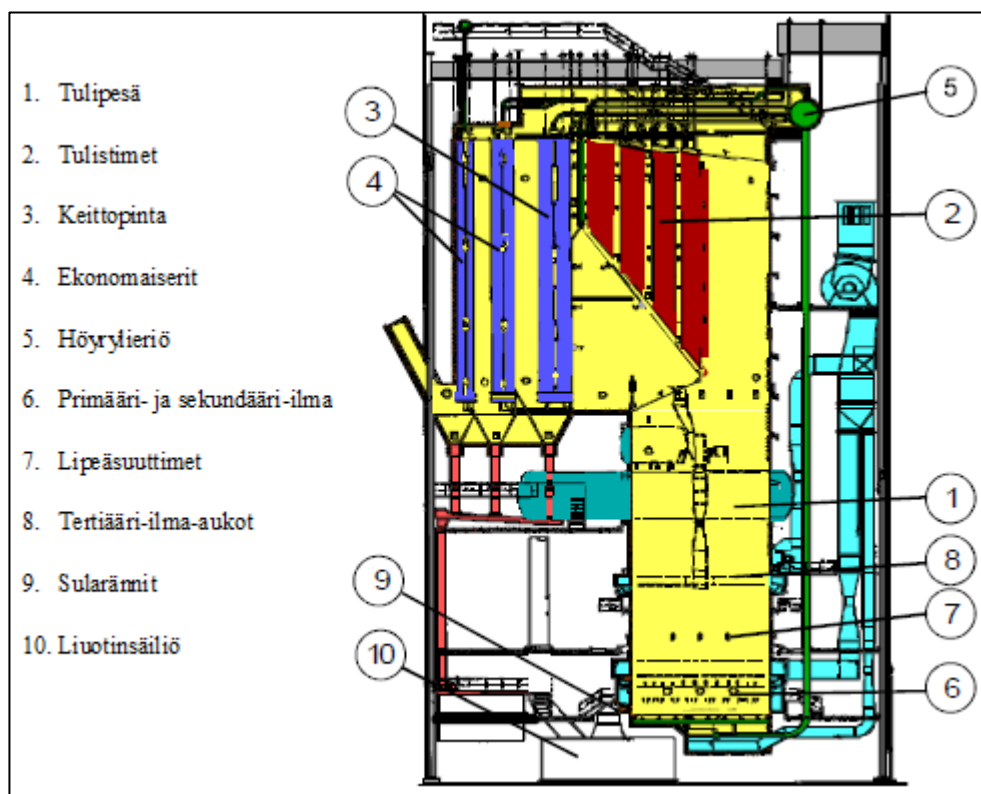 1. Tulipesä
2. Tulistimet
3. Keittopinta
4. Ekonomaiserit
5. Höyrylieriö
6. Primääri- ja sekundääri-ilma
7. Lipeäsuuttimet
8. Tertiääri-ilma-aukot
9. Sularännit
10. Liuotinsäiliö
3
4
5
2
1
8
7
6
9
10